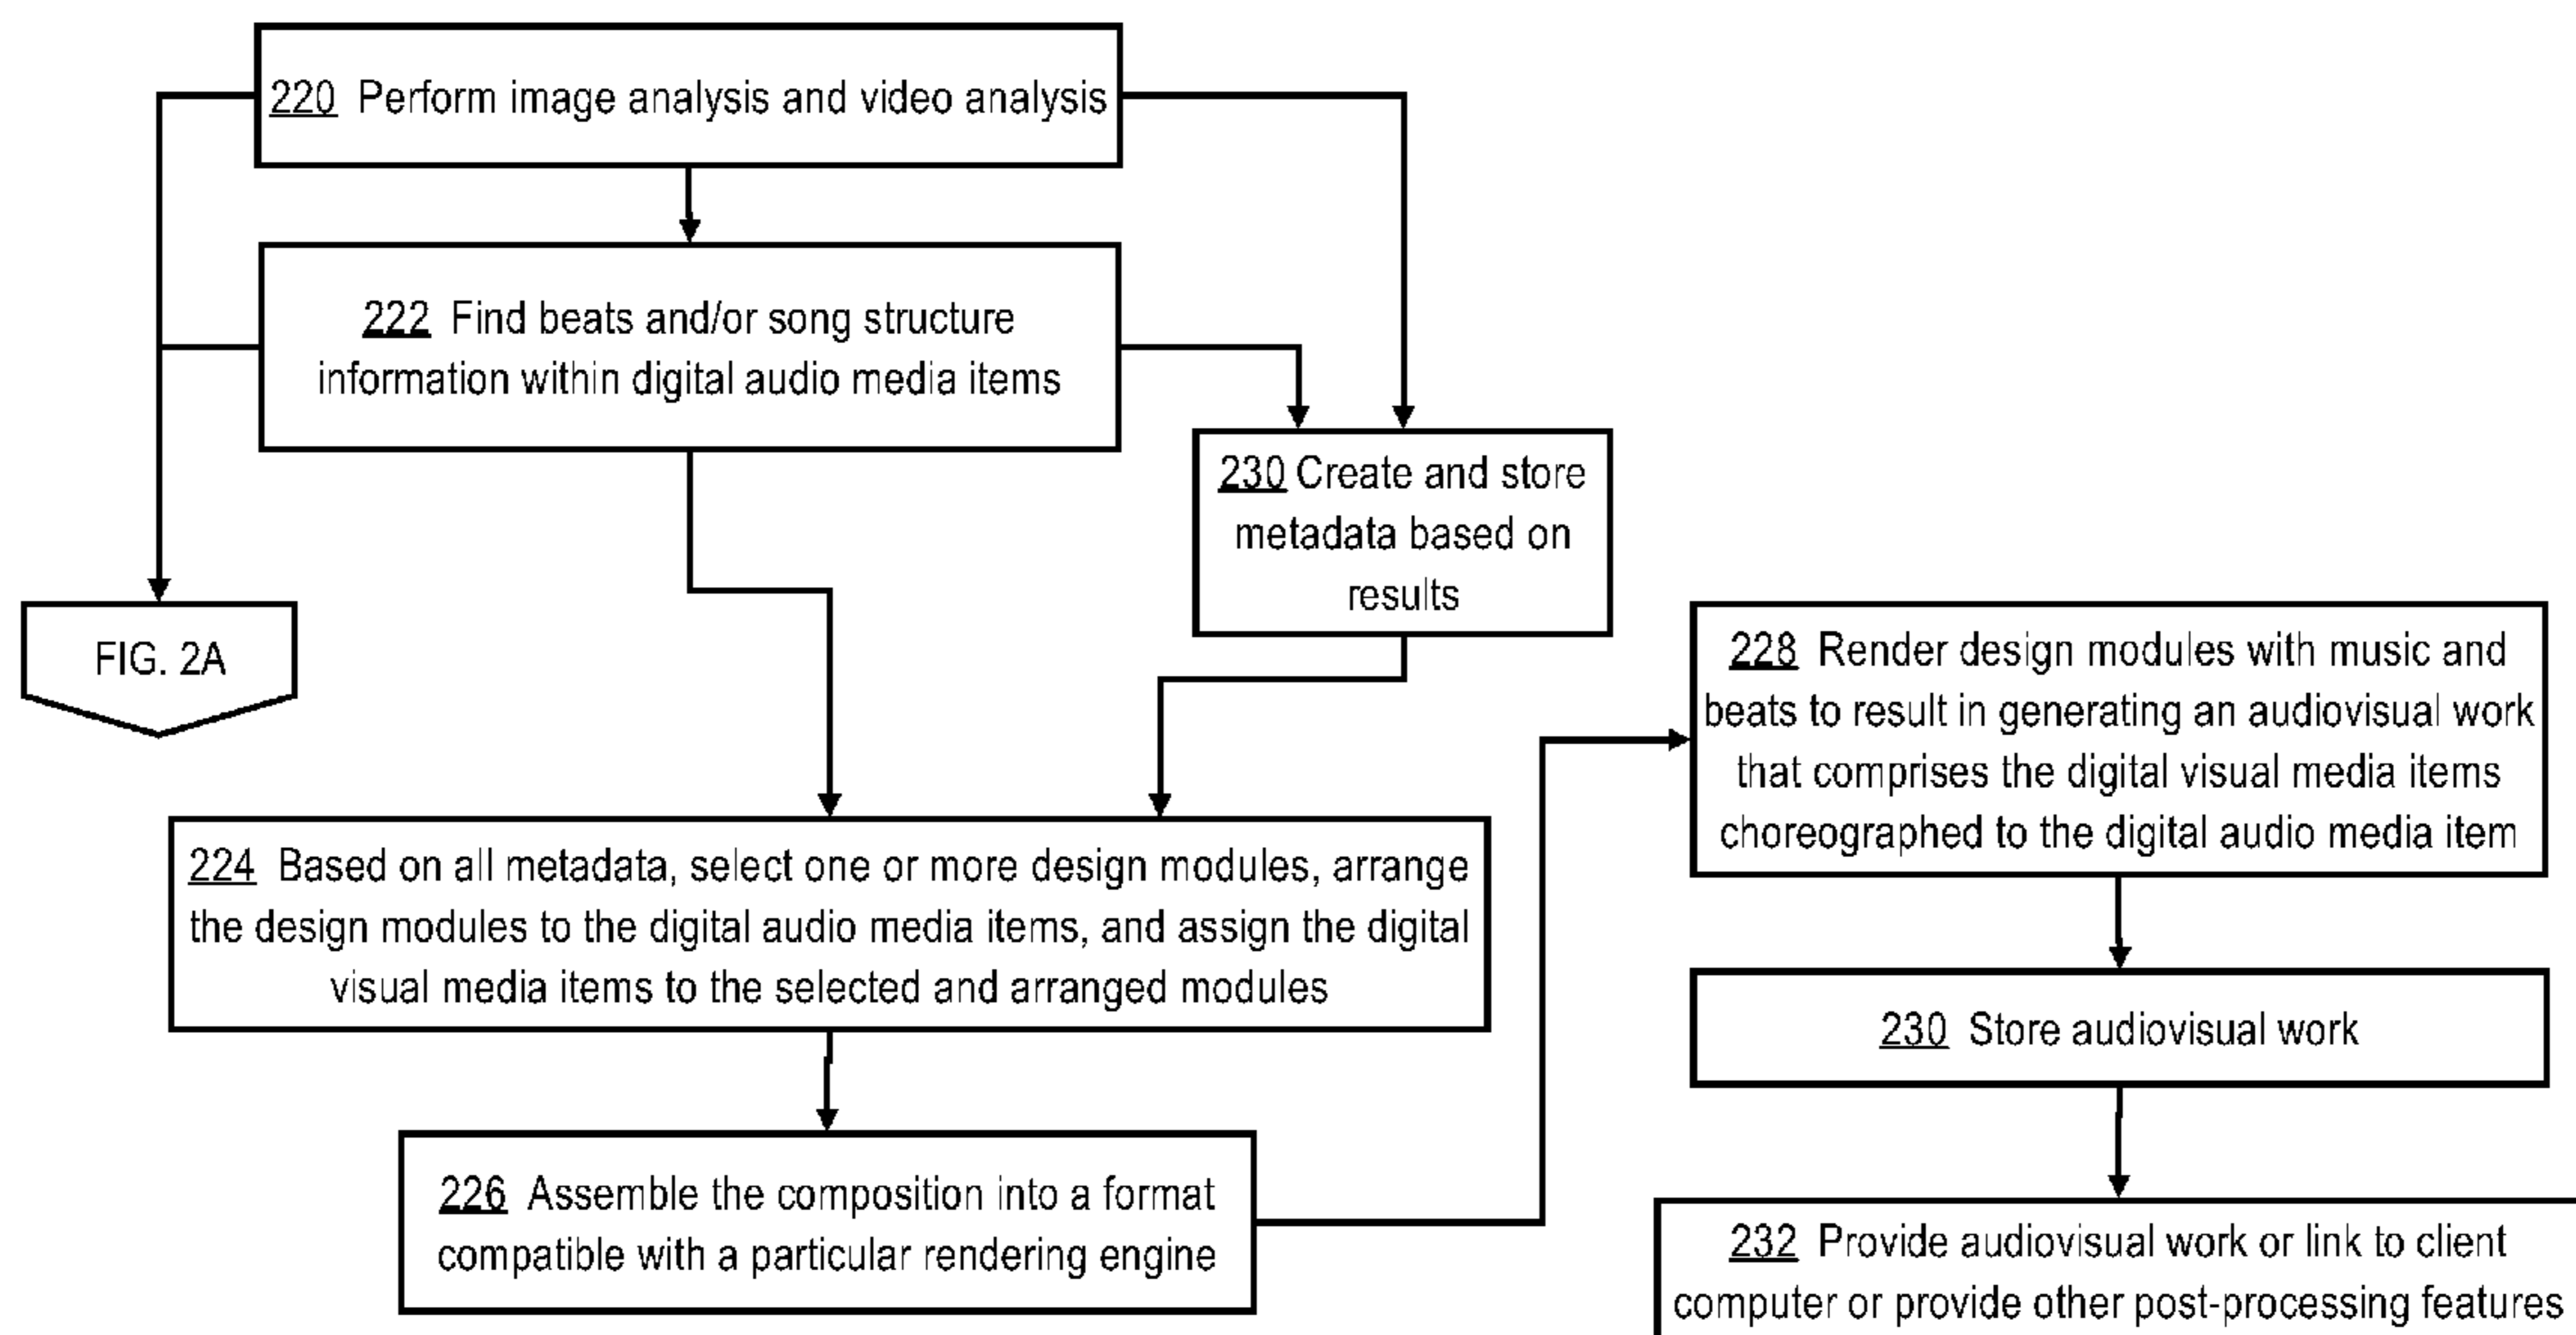 220 Perform image analysis and video analysis
222 Find beats and/or song structure
information within digital audio media items
230 Create and store
metadata based on
results
FIG. 2A
224 Based on all metadata, select one or more design modules, arrange
the design modules to the digital audio media items, and assign the digital
visual media items to the selected and arranged modules
226 Assemble the composition into a format
compatible with a particular rendering engine
228 Render design modules with music and
beats to result in generating an audiovisual work
that comprises the digital visual media items
choreographed to the digital audio media item
230 Store audiovisual work
232 Provide audiovisual work or link to client
computer or provide other post-processing features